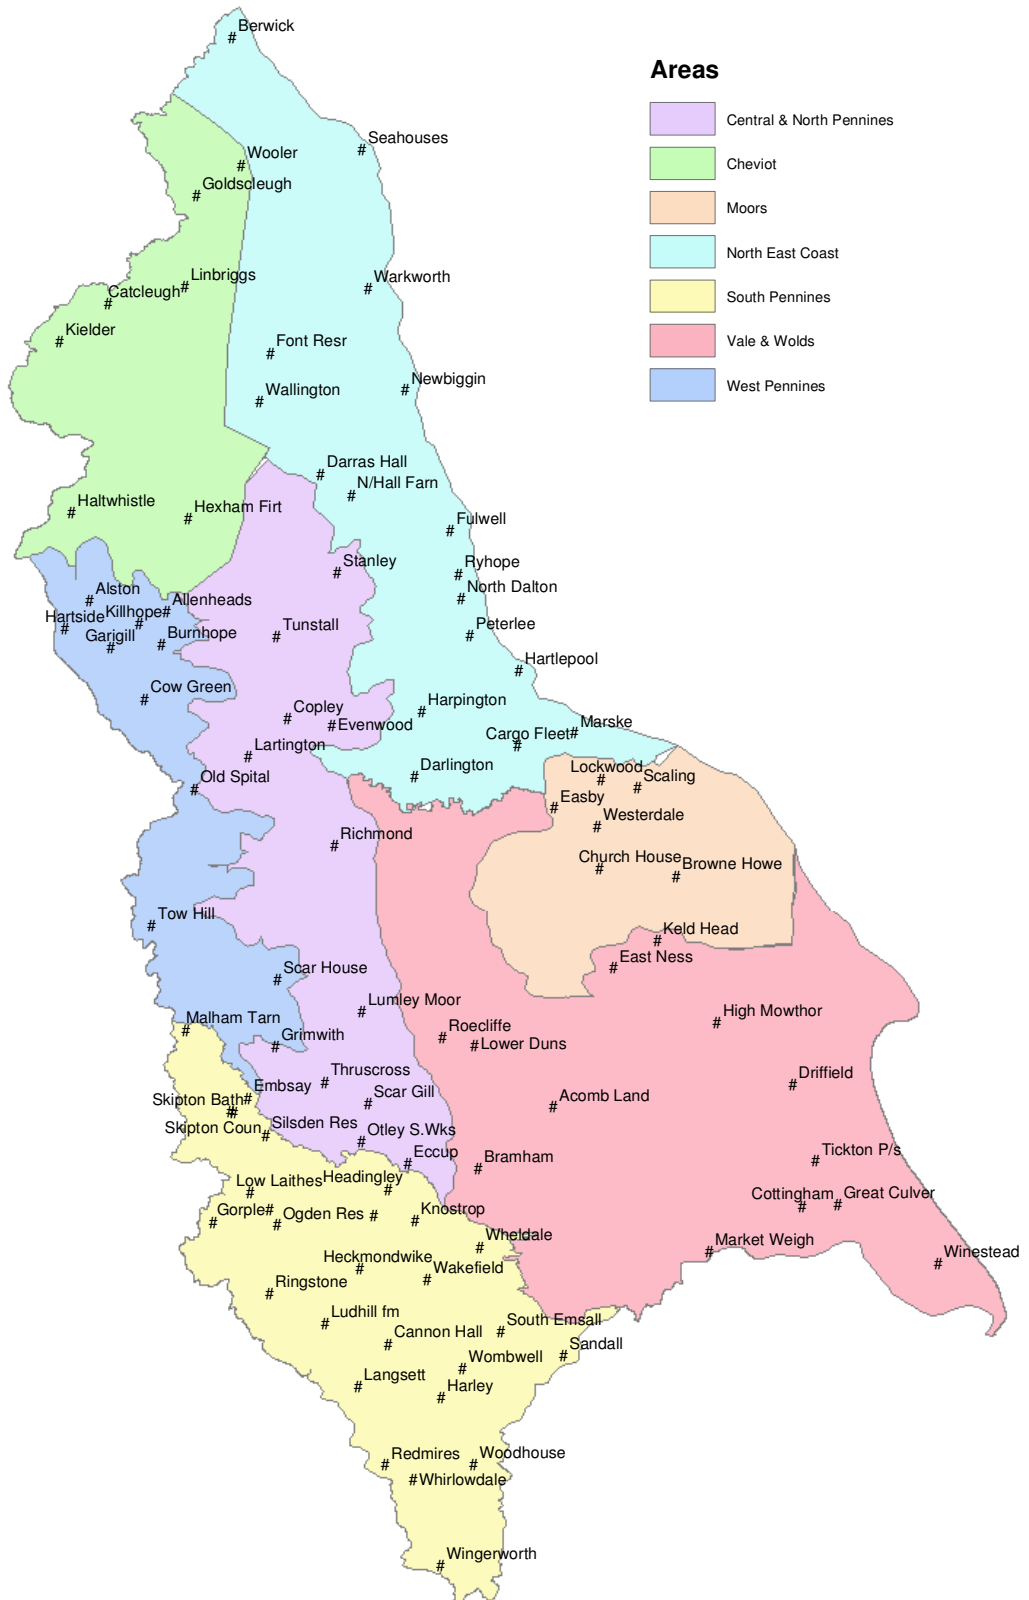 Berwick
Areas
Central & North Pennines
Seahouses
Wooler
Cheviot
Goldscleugh
Moors
North East Coast
Linbriggs
Warkworth
Catcleugh
South Pennines
Kielder
Font Resr
Vale & Wolds
Newbiggin
West Pennines
Wallington
Darras Hall
N/Hall Farn
Haltwhistle
Hexham Firt
Fulwell
Stanley
Ryhope
North Dalton
Alston
Allenheads
Killhope
Hartside
Tunstall
Peterlee
Garigill
Burnhope
Hartlepool
Cow Green
Harpington
Copley
Evenwood
Marske
Cargo Fleet
Lartington
Darlington
Lockwood
Scaling
Old Spital
Easby
Westerdale
Richmond
Church House
Browne Howe
Tow Hill
Keld Head
East Ness
Scar House
Lumley Moor
High Mowthor
Malham Tarn
Roecliffe
Grimwith
Lower Duns
Thruscross
Driffield
Embsay
Scar Gill
Acomb Land
Skipton Bath
Skipton Coun
Silsden Res
Otley S.Wks
Eccup
Bramham
Tickton P/s
Low Laithes
Headingley
Cottingham
Great Culver
Gorple
Ogden Res
Knostrop
Wheldale
Market Weigh
Winestead
Heckmondwike
Wakefield
Ringstone
Ludhill fm
South Emsall
Cannon Hall
Sandall
Wombwell
Langsett
Harley
Redmires
Woodhouse
Whirlowdale
Wingerworth